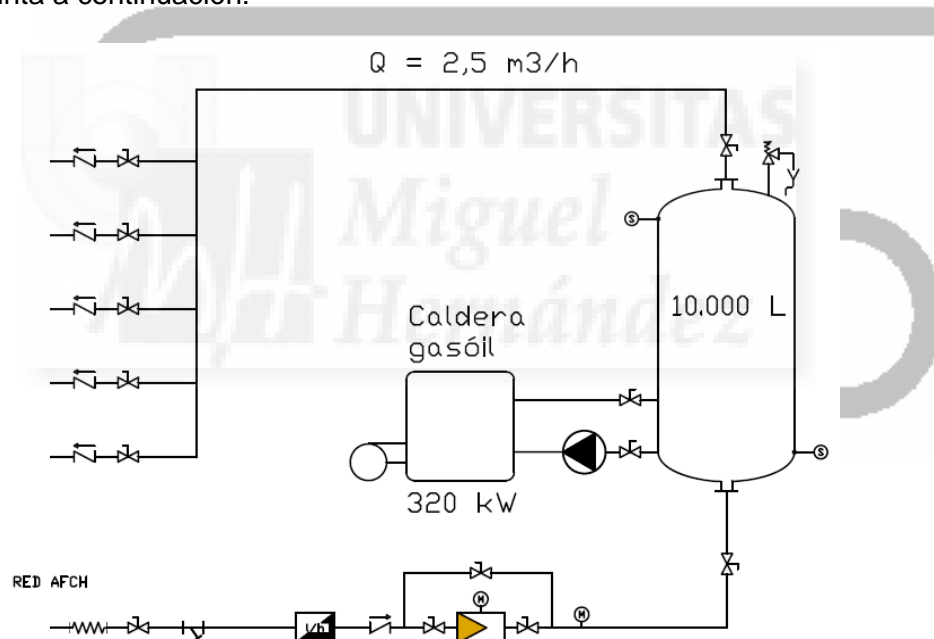 Q = 2,5 m3/h
UNIVERSITAS
Miguel
Hernández
S
10.000 L
Caldera
gasóil
S
320 kW
RED AFCH
M
M